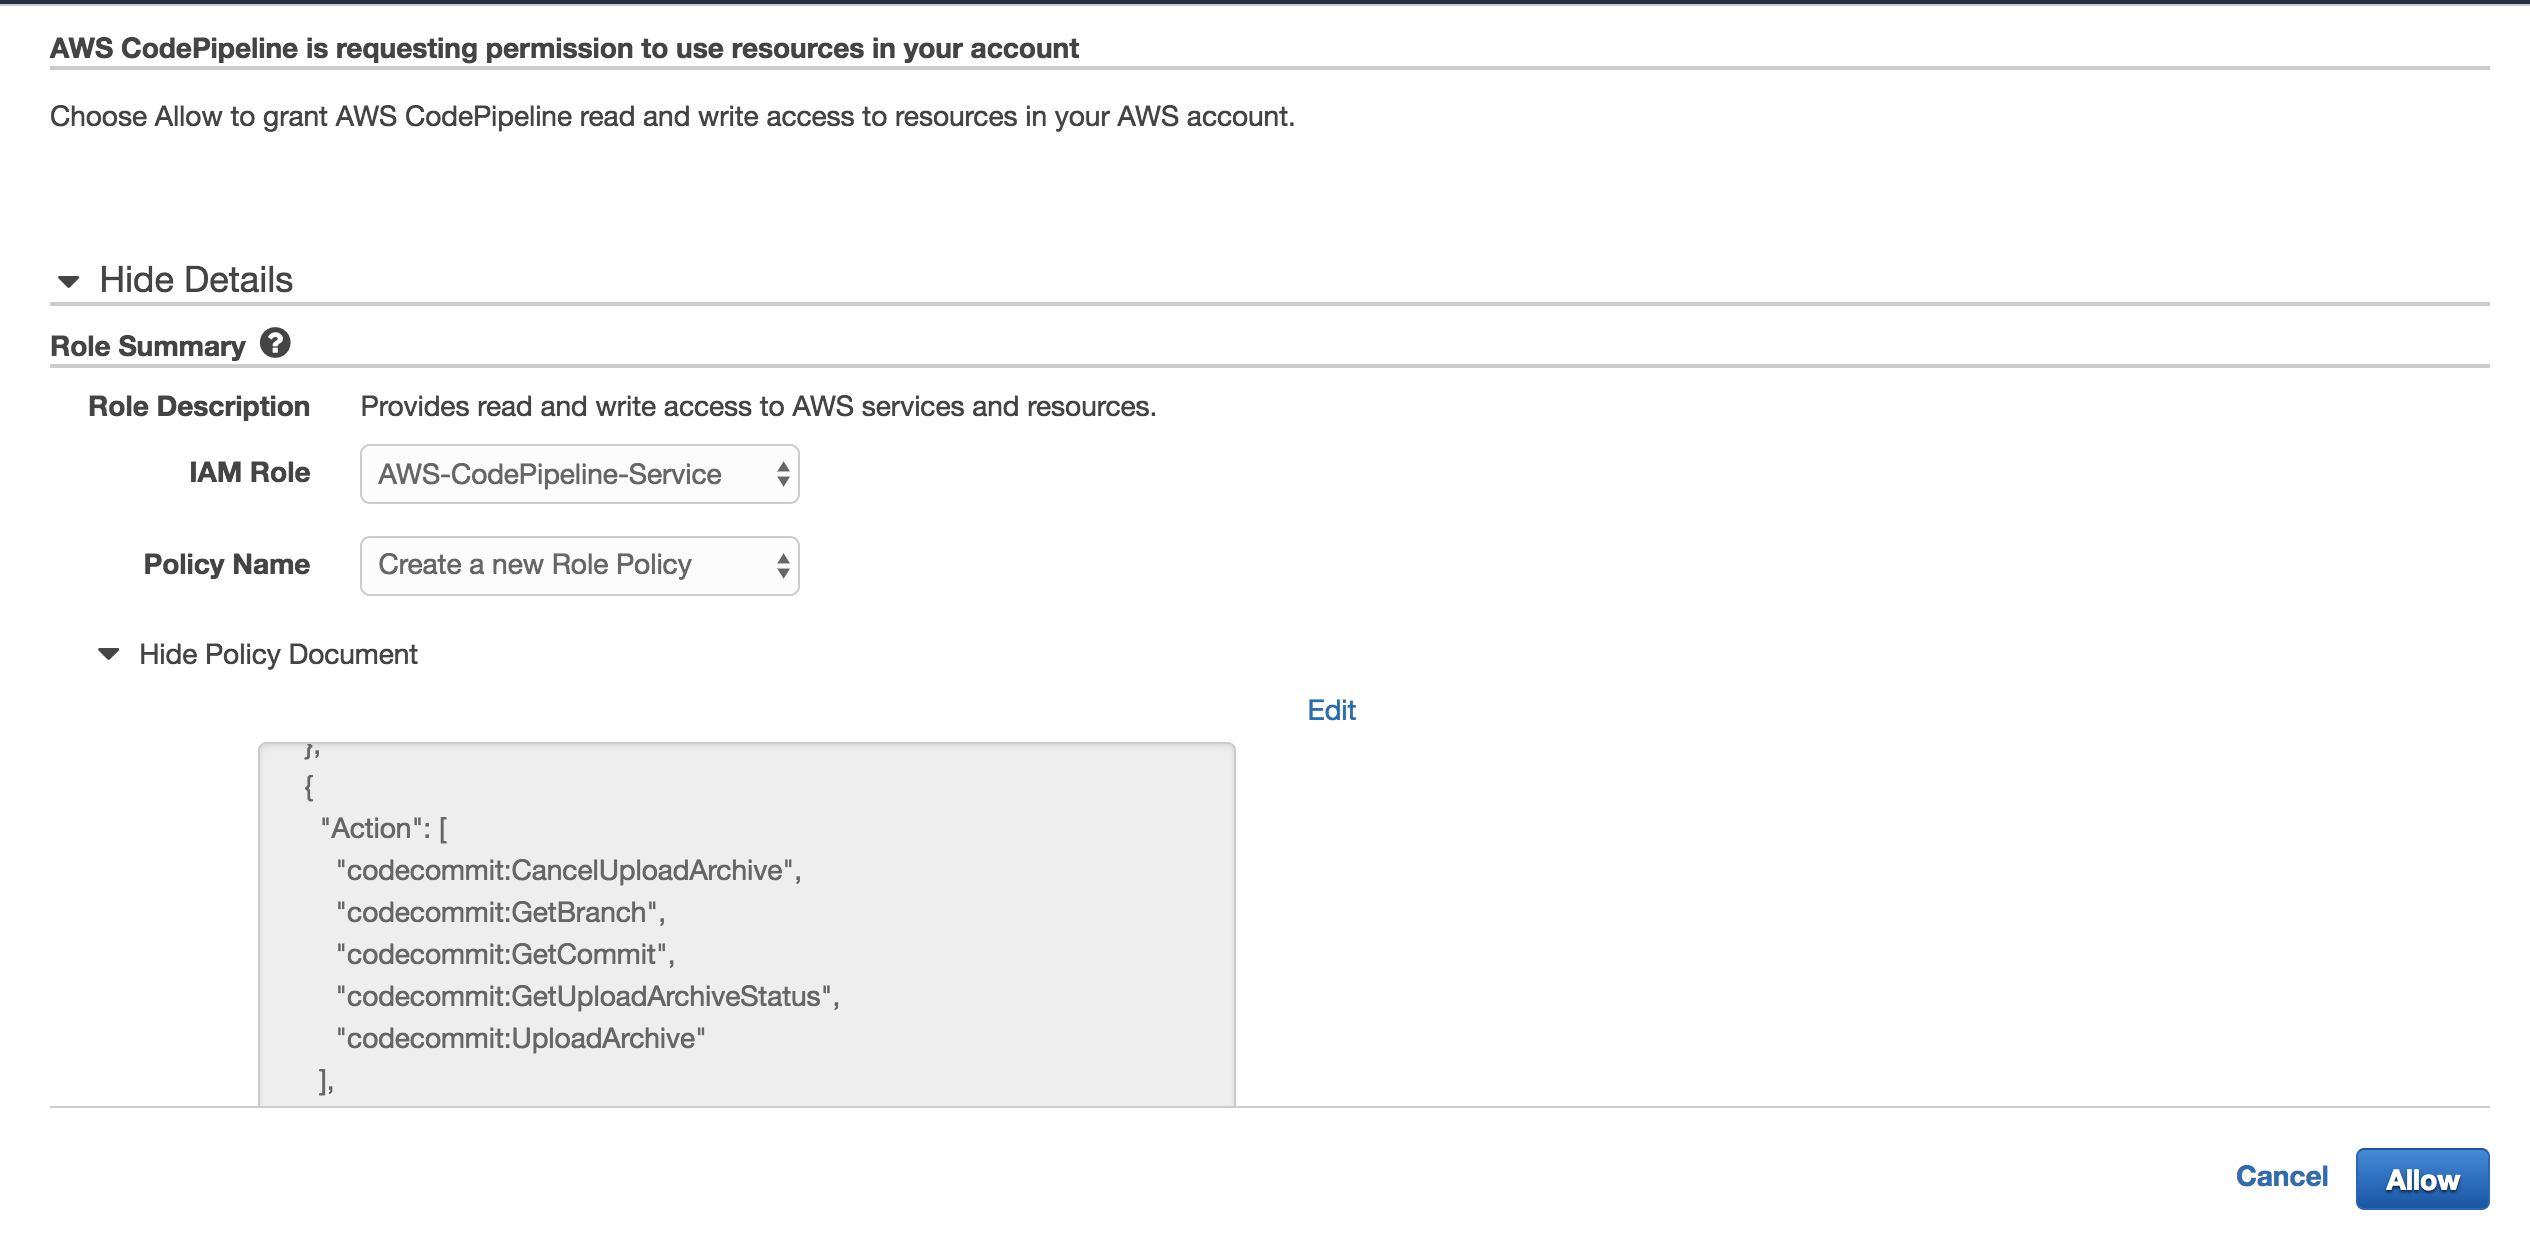 AWS CodePipeline is requesting permission to use resources in your account
Choose Allow to grant AWS CodePipeline read and write access to resources in your AWS account.
Hide Details
Role Summary ?
Role Description Provides read and write access to AWS services and resources.
IAM Role AWS-CodePipeline-Service
Policy Name Create a new Role Policy
Hide Policy Document
Edit
},
{
"Action": [
"codecommit:CancelUploadArchive",
"codecommit:GetBranch",
"codecommit:GetCommit",
"codecommit:GetUploadArchiveStatus",
"codecommit:UploadArchive"
],
Cancel Allow